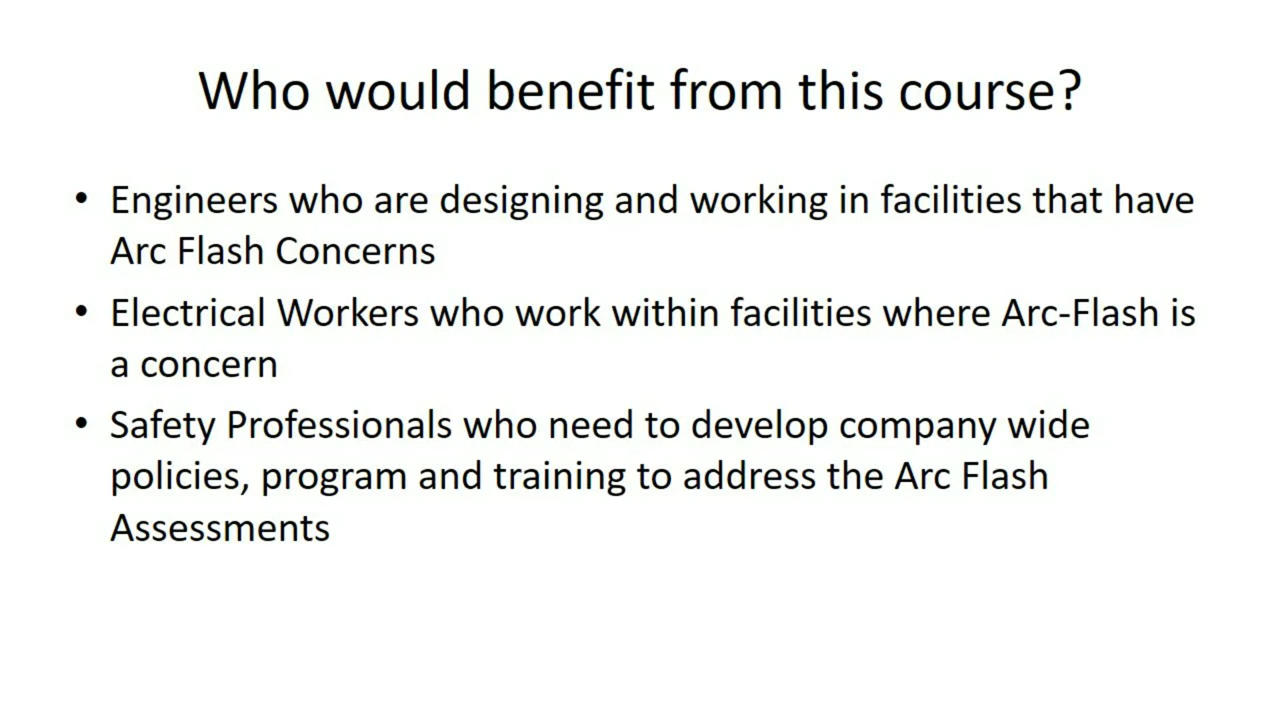 Who would benefit from this course?
• Engineers who are designing and working in facilities that have
Arc Flash Concerns
• Electrical Workers who work within facilities where Arc-Flash is
a concern
• Safety Professionals who need to develop company wide
policies, program and training to address the Arc Flash
Assessments